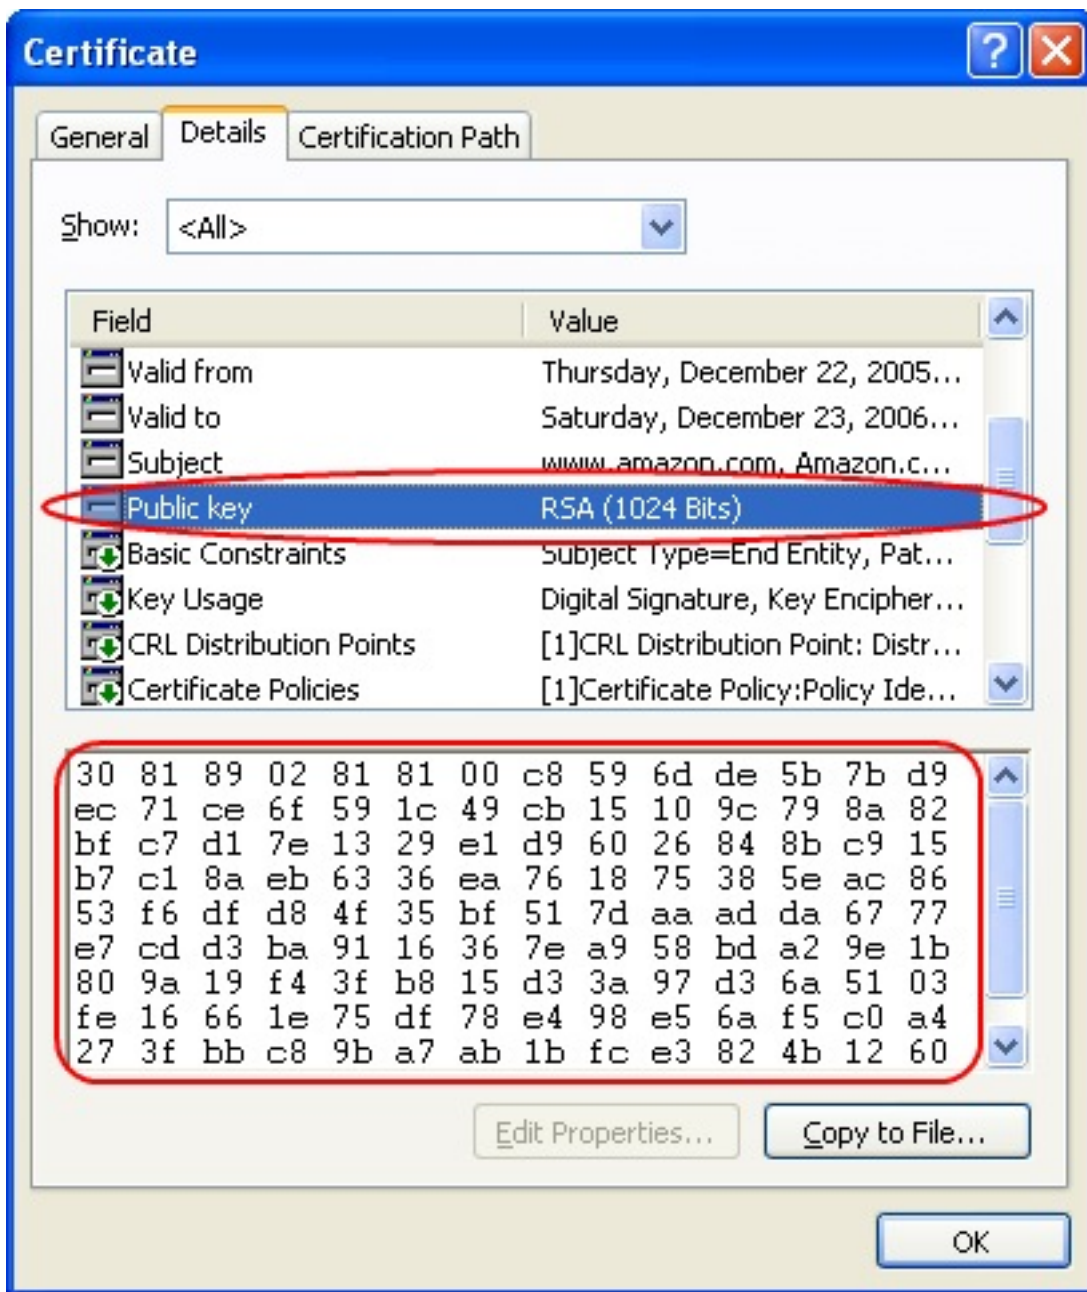 Certificate
General Details Certification Path
Show: <All>
Field Value
Valid from Thursday, December 22, 2005...
Valid to Saturday, December 23, 2006...
Subject www.amazon.com, Amazon.c...
Public key RSA (1024 Bits)
Basic Constraints Subject Type=End Entity, Pat...
Key Usage Digital Signature, Key Encipher...
CRL Distribution Points [1]CRL Distribution Point: Distr...
Certificate Policies [1]Certificate Policy:Policy Ide...
30 81 89 02 81 81 00 c8 59 6d de 5b 7b d9
ec 71 ce 6f 59 1c 49 cb 15 10 9c 79 8a 82
bf c7 d1 7e 13 29 e1 d9 60 26 84 8b c9 15
b7 c1 8a eb 63 36 ea 76 18 75 38 5e ac 86
53 f6 df d8 4f 35 bf 51 7d aa ad da 67 77
e7 cd d3 ba 91 16 36 7e a9 58 bd a2 9e 1b
80 9a 19 f4 3f b8 15 d3 3a 97 d3 6a 51 03
fe 16 66 1e 75 df 78 e4 98 e5 6a f5 c0 a4
27 3f bb c8 9b a7 ab 1b fc e3 82 4b 12 60
Edit Properties... Copy to File...
OK